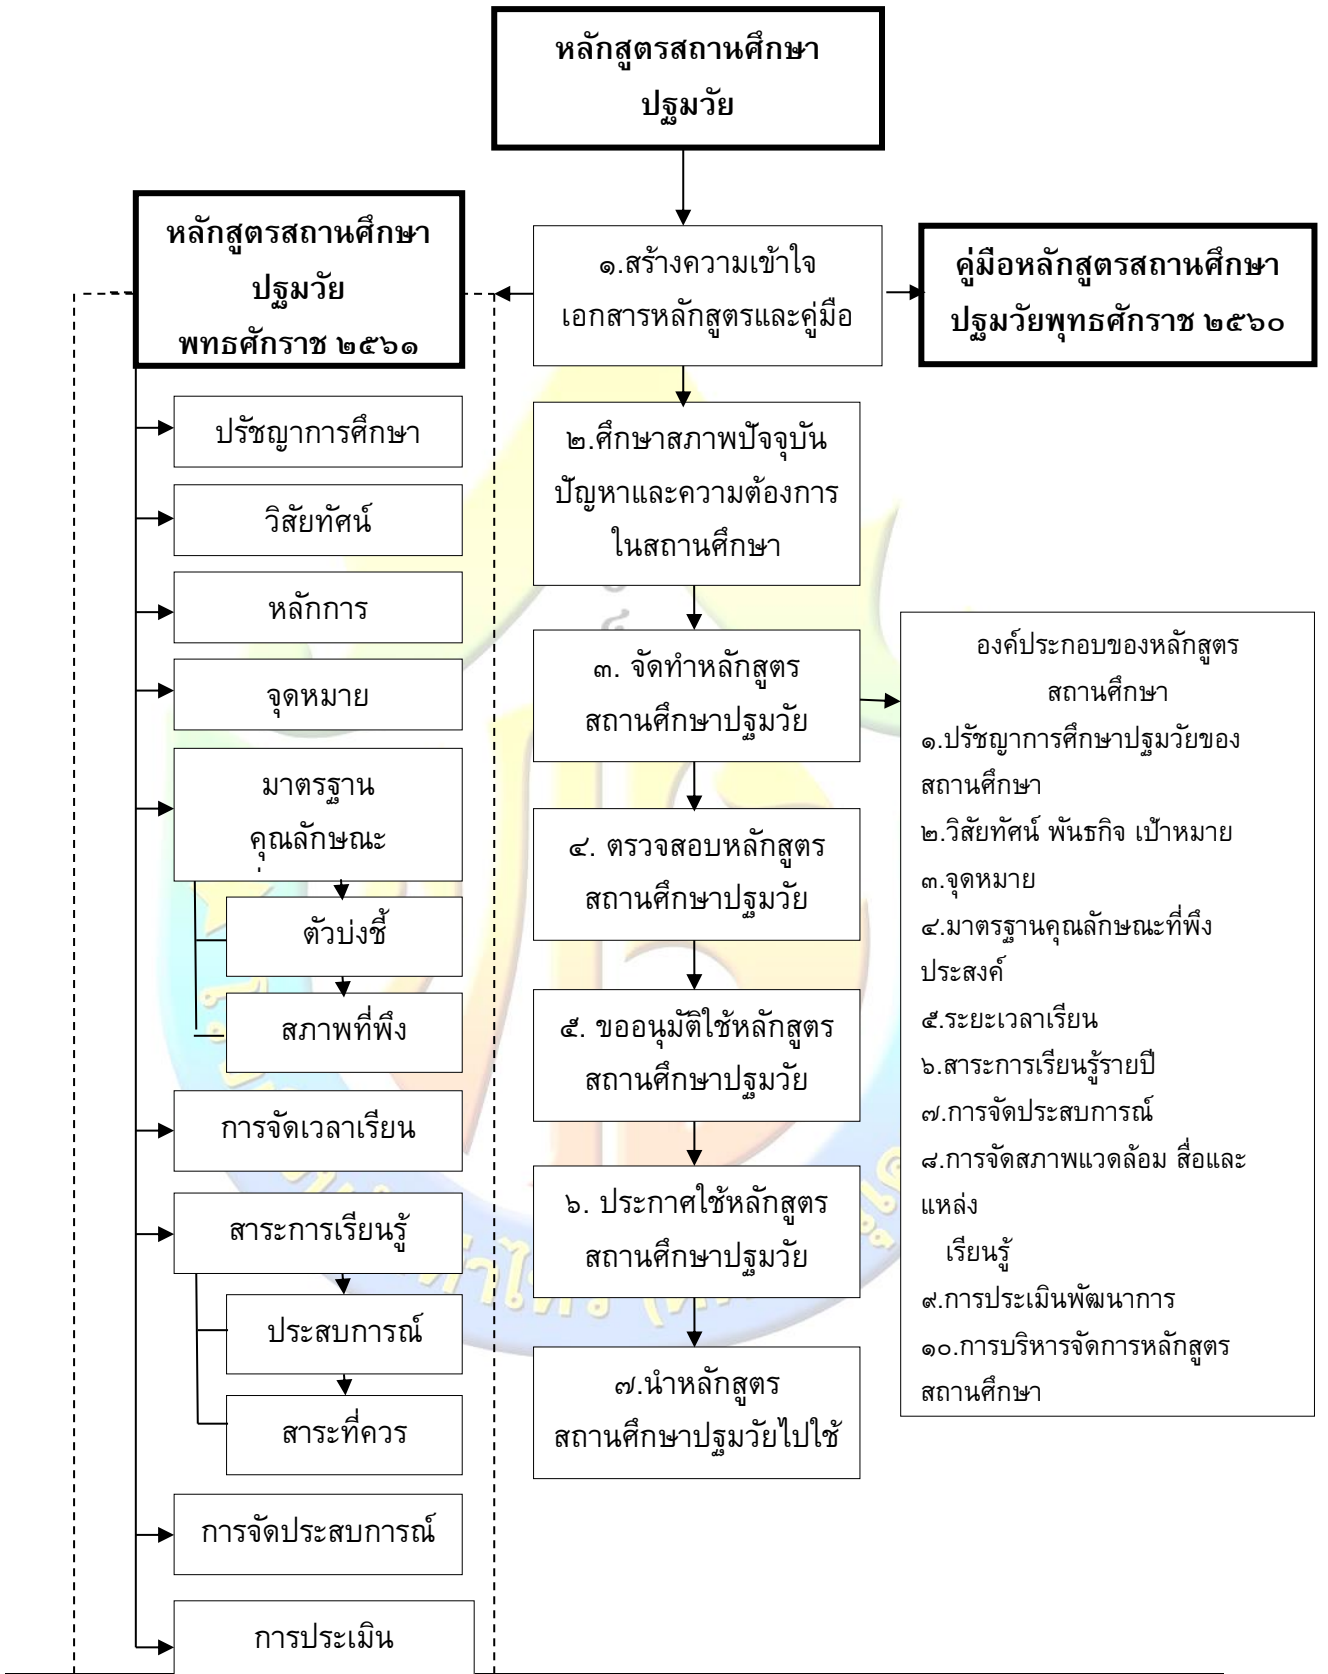 หลักสูตรสถานศึกษา
ปฐมวัย
หลักสูตรสถานศึกษา
ปฐมวัย
พทธศักราช ๒๕๖๑
๑.สร้างความเข้าใจ
เอกสารหลักสูตรและคู่มือ
คู่มือหลักสูตรสถานศึกษา
ปฐมวัยพุทธศักราช ๒๕๖๐
ปรัชญาการศึกษา
วิสัยทัศน์
หลักการ
จุดหมาย
มาตรฐาน
คุณลักษณะ
ตัวบ่งชี้
สภาพที่พึง
การจัดเวลาเรียน
สาระการเรียนรู้
ประสบการณ์
สาระที่ควร
การจัดประสบการณ์
การประเมิน
๒.ศึกษาสภาพปัจจุบัน
ปัญหาและความต้องการ
ในสถานศึกษา
๓. จัดทำหลักสูตร
สถานศึกษาปฐมวัย
๔. ตรวจสอบหลักสูตร
สถานศึกษาปฐมวัย
๕. ขออนุมัติใช้หลักสูตร
สถานศึกษาปฐมวัย
๖. ประกาศใช้หลักสูตร
สถานศึกษาปฐมวัย
๗.นำหลักสูตร
สถานศึกษาปฐมวัยไปใช้
องค์ประกอบของหลักสูตร
สถานศึกษา
๑.ปรัชญาการศึกษาปฐมวัยของ
สถานศึกษา
๒.วิสัยทัศน์ พันธกิจ เป้าหมาย
๓.จุดหมาย
๔.มาตรฐานคุณลักษณะที่พึง
ประสงค์
๕.ระยะเวลาเรียน
๖.สาระการเรียนรู้รายปี
๗.การจัดประสบการณ์
๘.การจัดสภาพแวดล้อม สื่อและ
แหล่ง
เรียนรู้
๙.การประเมินพัฒนาการ
๑๐.การบริหารจัดการหลักสูตร
สถานศึกษา